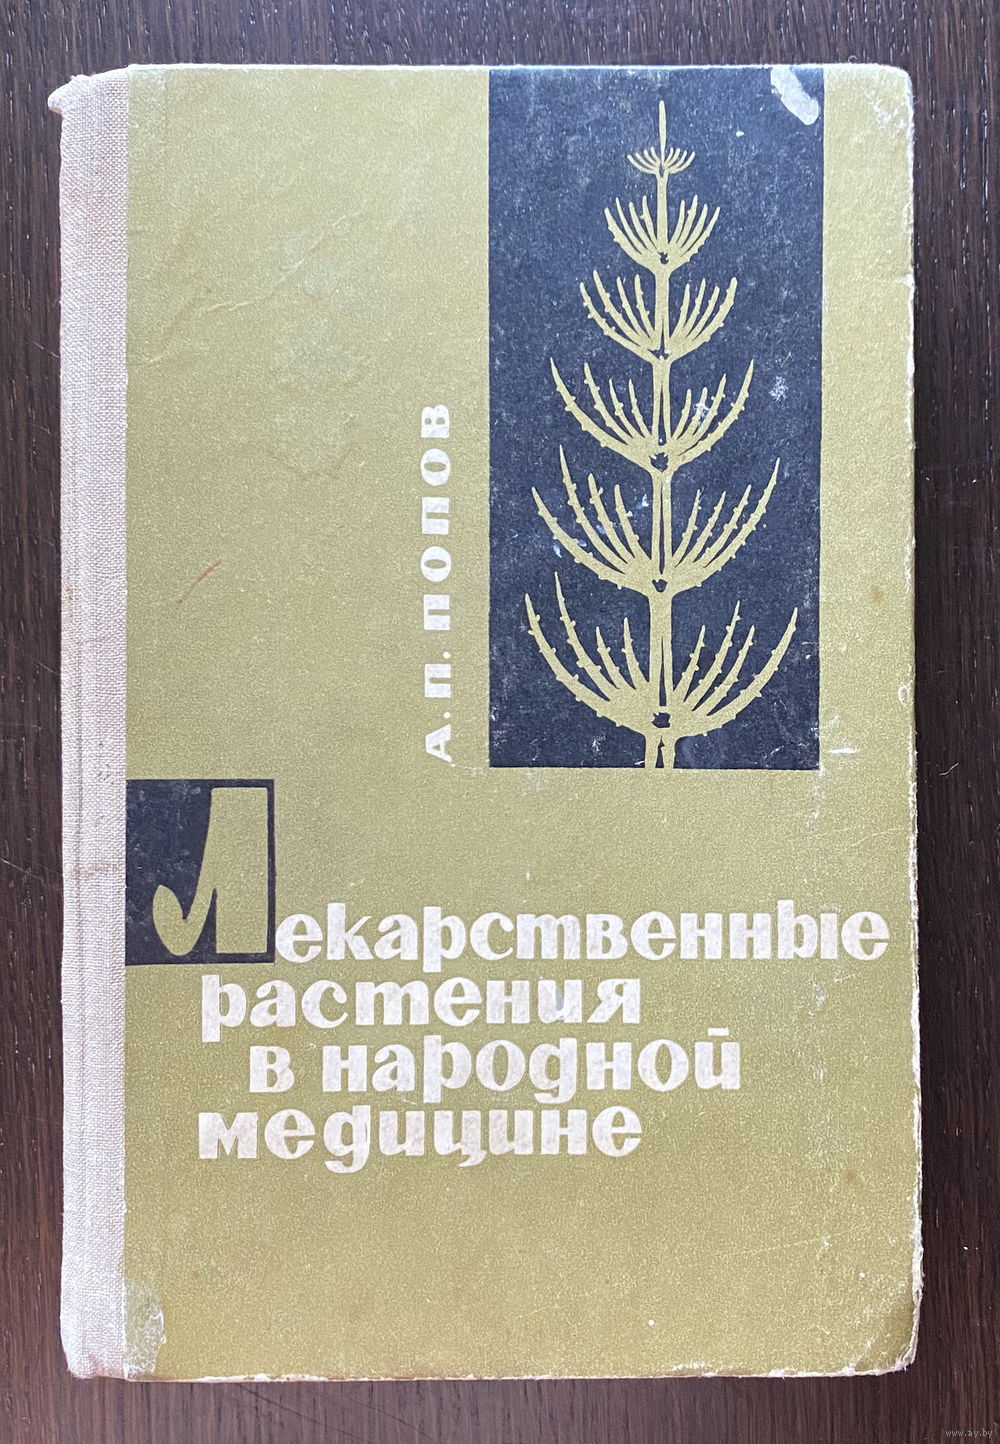 А. П. ПОПОВ
Лекарственные
растения
в народной
медицине
www.ay.by